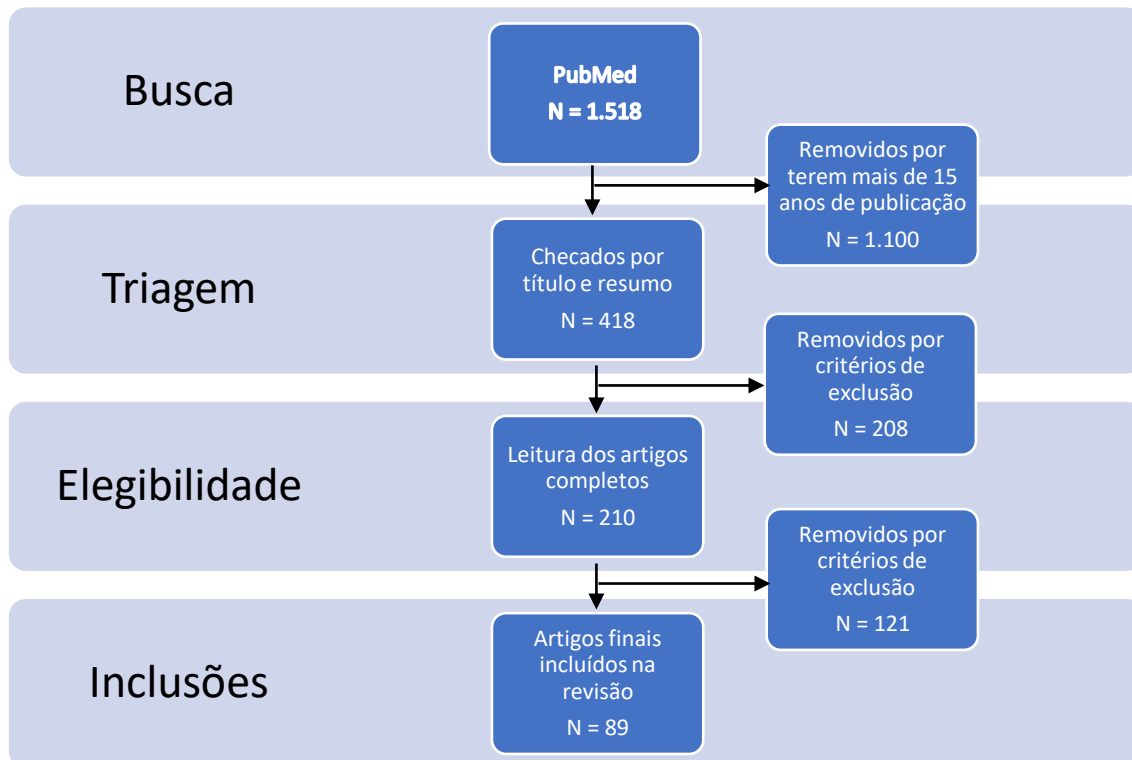 Busca
PubMed
N = 1.518
Removidos por
terem mais de 15
anos de publicação
N = 1.100
Triagem
Checados por
título e resumo
N = 418
Removidos por
critérios de
exclusão
N = 208
Elegibilidade
Leitura dos artigos
completos
N = 210
Removidos por
critérios de
exclusão
N = 121
Inclusões
Artigos finais
incluídos na
revisão
N = 89